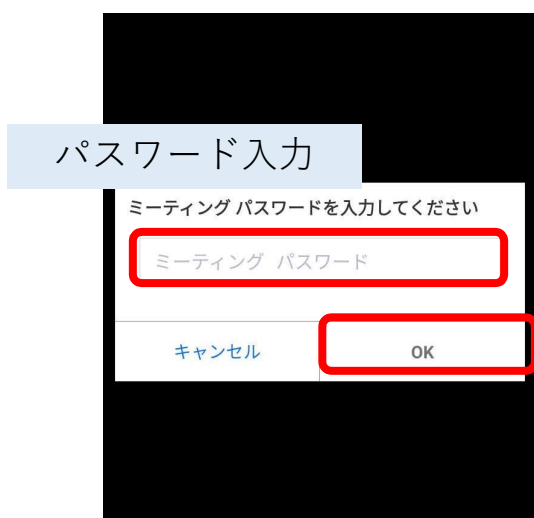 パスワード入力
ミーティング パスワードを入力してください
ミーティング パスワード
キャンセル
OK